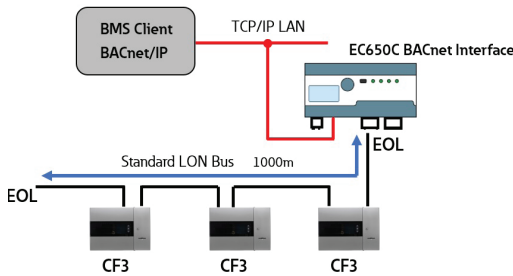 BMS Client
BACnet/IP
TCP/IP LAN
EC650C BACnet Interface
EOL
Standard LON Bus 1000m
EOL
CF3
CF3
CF3